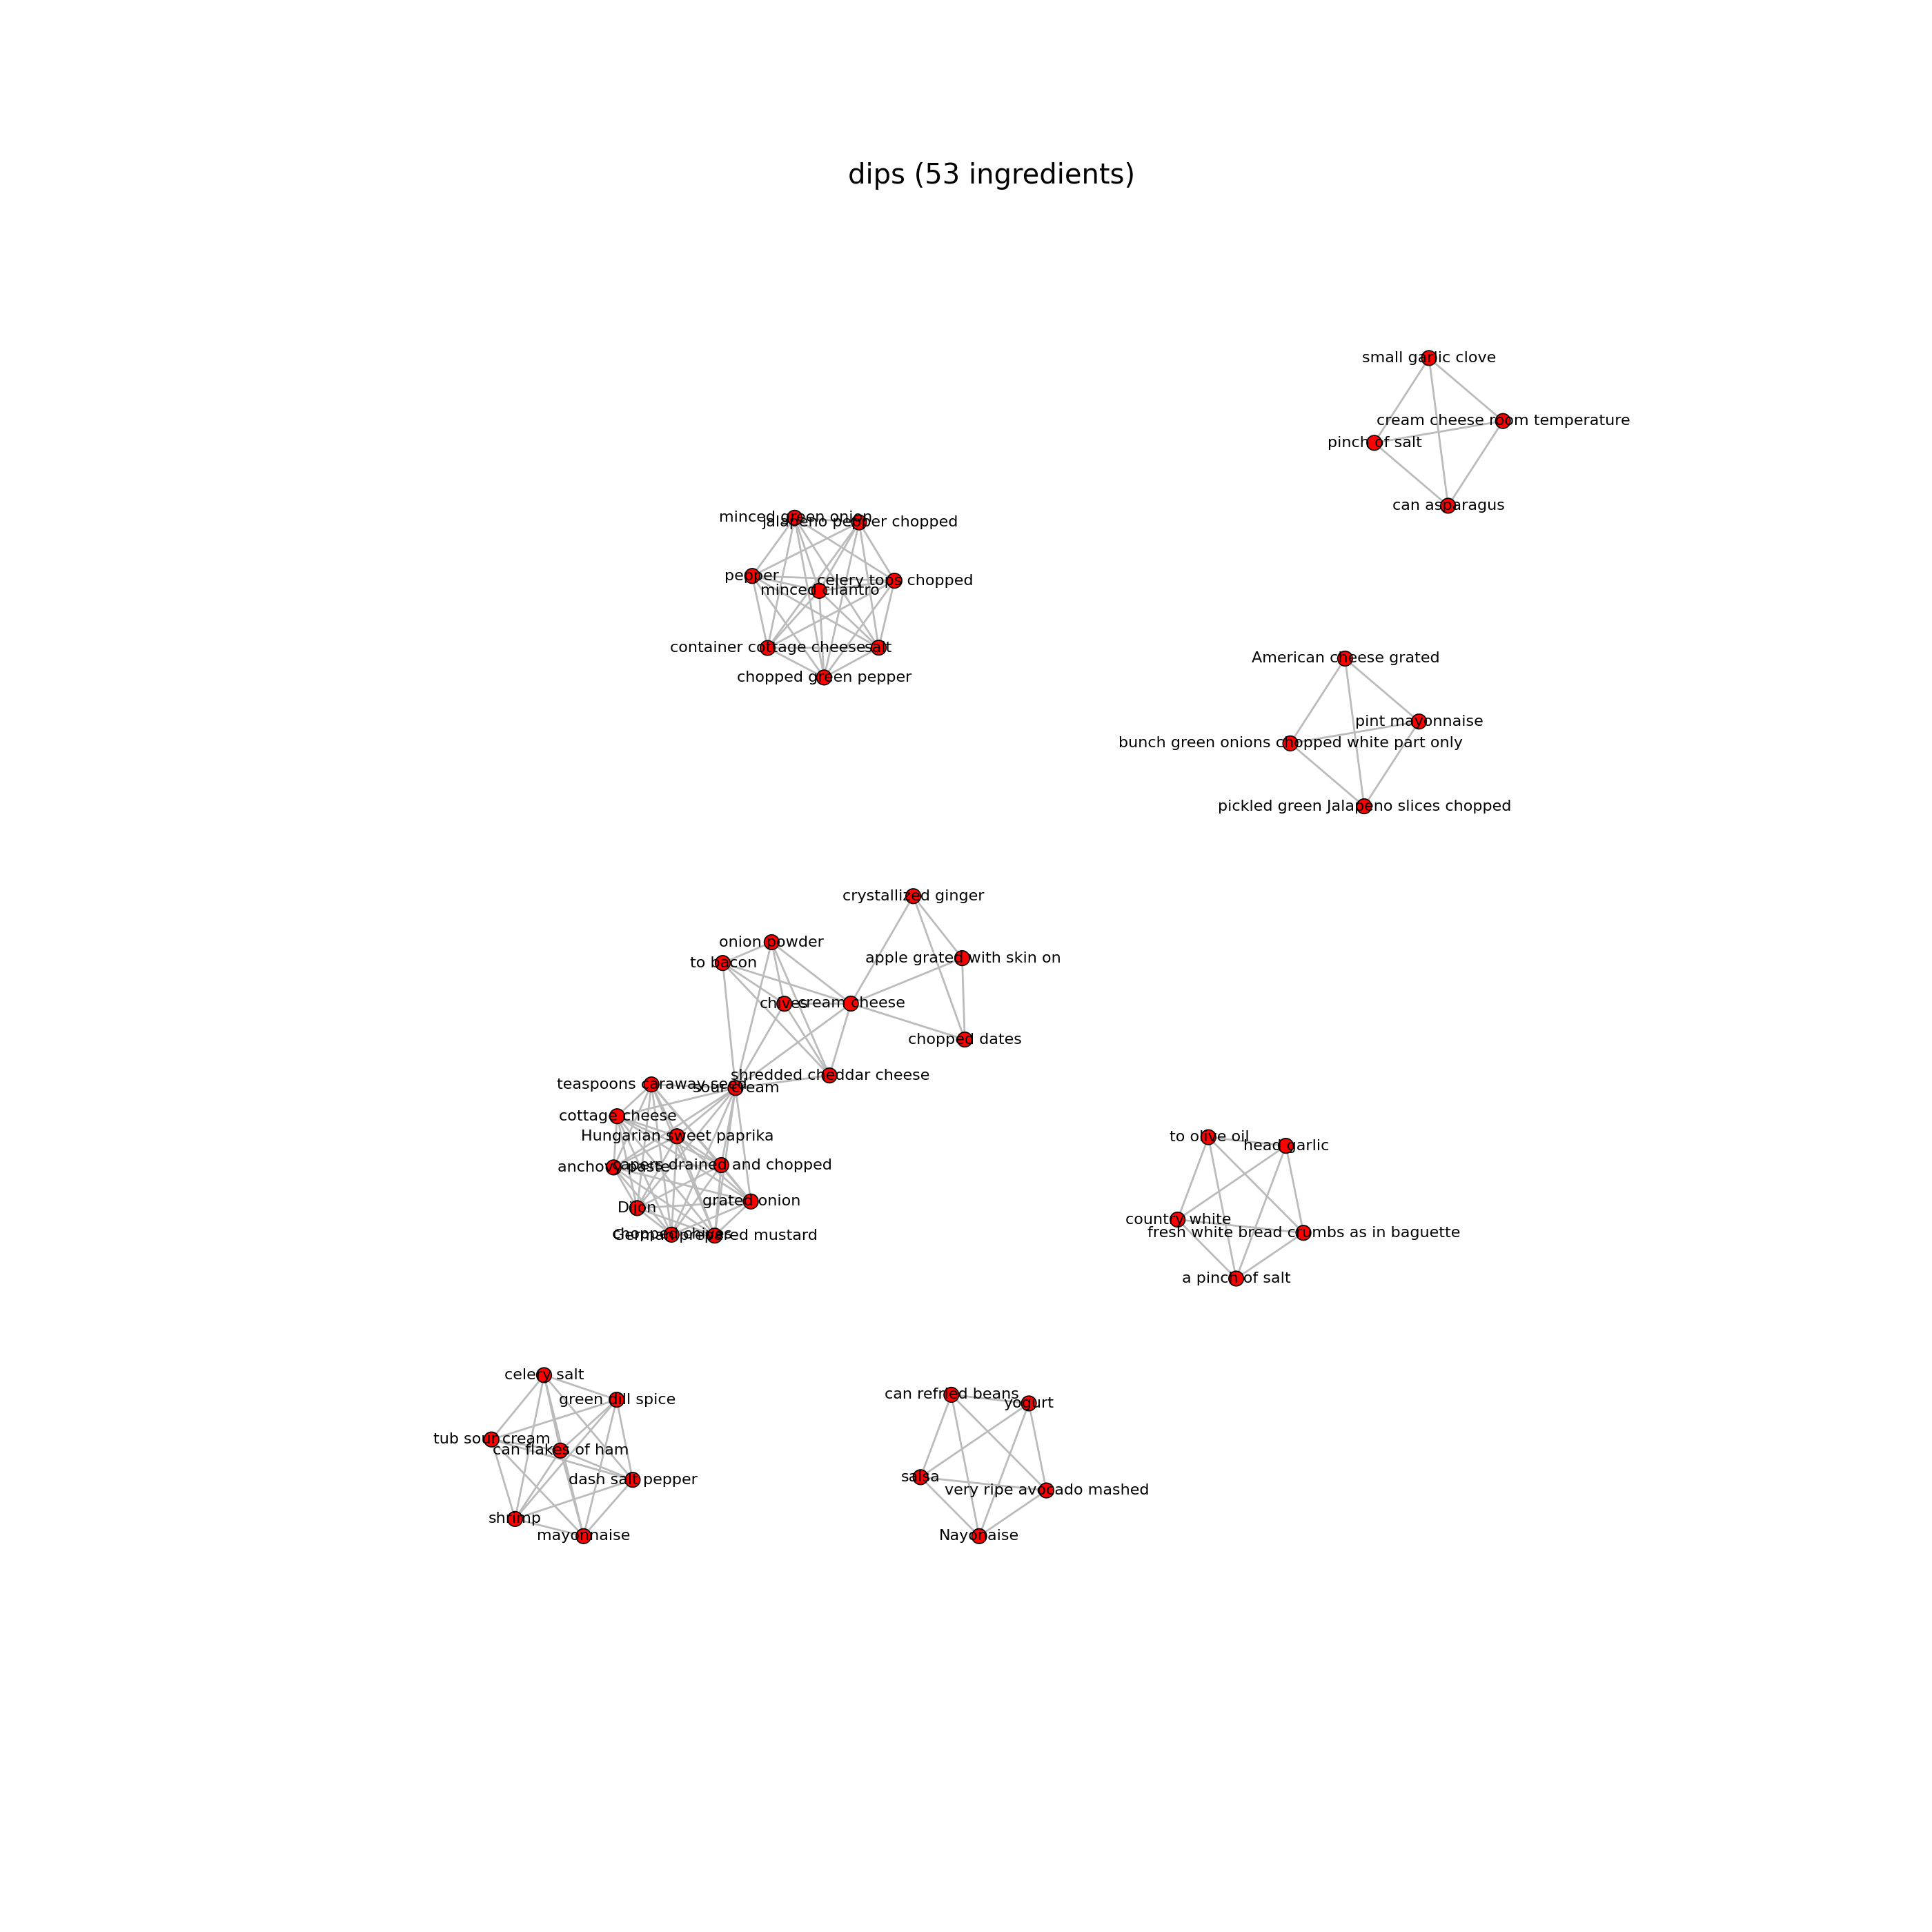 dips (53 ingredients)
small garlic clove
cream cheese room temperature
pinch of salt
can asparagus
minced green onion
jalapeno pepper chopped
pepper
celery tops chopped
minced cilantro
container cottage cheese
salt
chopped green pepper
American cheese grated
pint mayonnaise
bunch green onions chopped white part only
pickled green Jalapeno slices chopped
crystallized ginger
onion powder
apple grated with skin on
to bacon
chives
cream cheese
chopped dates
shredded cheddar cheese
teaspoons caraway seed
sour cream
cottage cheese
Hungarian sweet paprika
capers drained and chopped
anchovy paste
grated onion
Dijon
chopped chives
German prepared mustard
to olive oil
head garlic
country white
fresh white bread crumbs as in baguette
a pinch of salt
celery salt
green dill spice
tub sour cream
can flakes of ham
dash salt pepper
shrimp
mayonnaise
can refried beans
yogurt
salsa
very ripe avocado mashed
Nayonaise